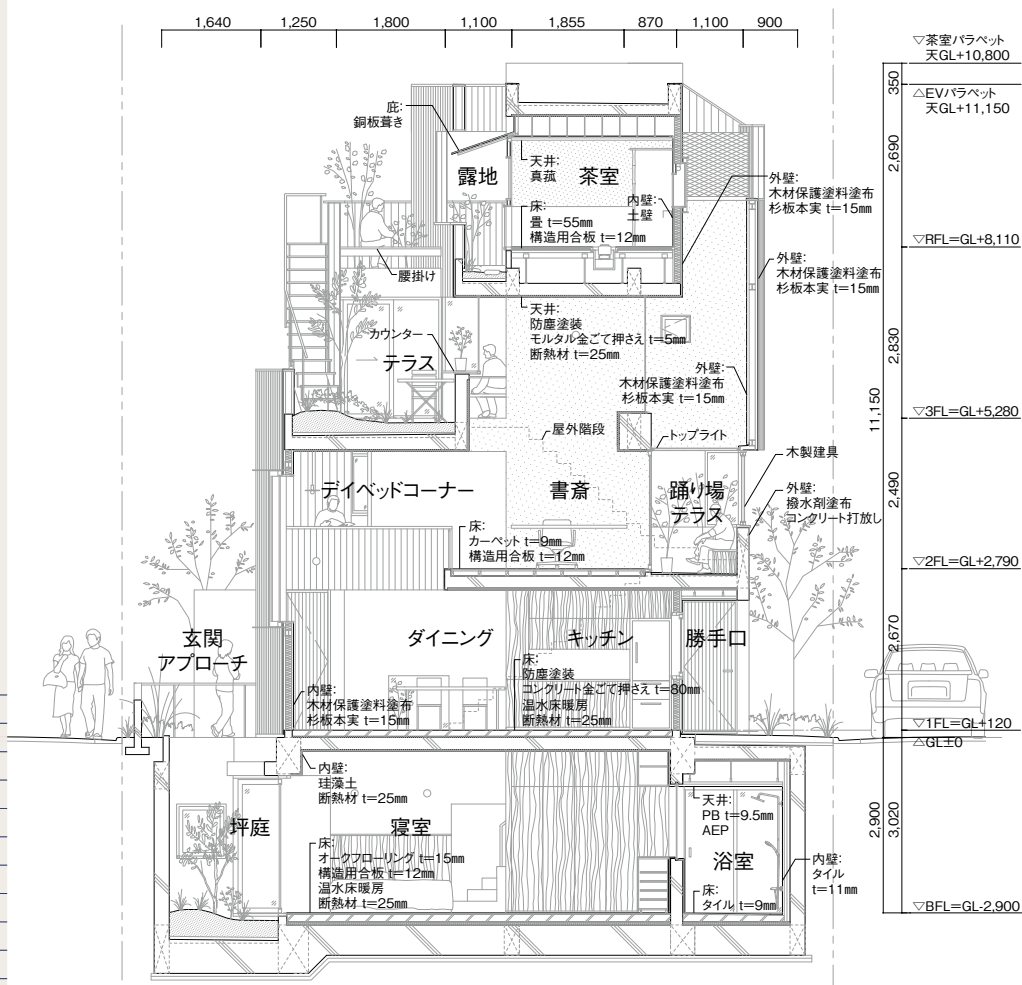 1,640 1,250 1,800 1,100 1,855 870 1,100 900
▽茶室パラペット
天GL+10,800
350
△EVパラペット
天GL+11,150
庇:
銅板葺き
2,690
天井:
真菰
露地
茶室
外壁:
木材保護塗料塗布
杉板本実 t=15mm
内壁:
土壁
床:
畳 t=55mm
構造用合板 t=12mm
▽RFL=GL+8,110
外壁:
木材保護塗料塗布
杉板本実 t=15mm
腰掛け
天井:
防塵塗装
モルタル金ごて押さえ t=5mm
断熱材 t=25mm
カウンター
テラス
2,830
外壁:
木材保護塗料塗布
杉板本実 t=15mm
11,150
▽3FL=GL+5,280
屋外階段
トップライト
木製建具
デイベッドコーナー
書斎
踊り場
テラス
外壁:
撥水剤塗布
コンクリート打放し
2,490
床:
カーペット t=9mm
構造用合板 t=12mm
▽2FL=GL+2,790
玄関
アプローチ
ダイニング
キッチン
勝手口
2,670
床:
防塵塗装
コンクリート金ごて押さえ t=80mm
温水床暖房
断熱材 t=25mm
内壁:
木材保護塗料塗布
杉板本実 t=15mm
▽1FL=GL+120
△GL±0
内壁:
珪藻土
断熱材 t=25mm
天井:
PB t=9.5mm
AEP
2,900
3,020
坪庭
寝室
浴室
床:
オークフローリング t=15mm
構造用合板 t=12mm
温水床暖房
断熱材 t=25mm
内壁:
タイル
t=11mm
床:
タイル t=9mm
▽BFL=GL-2,900